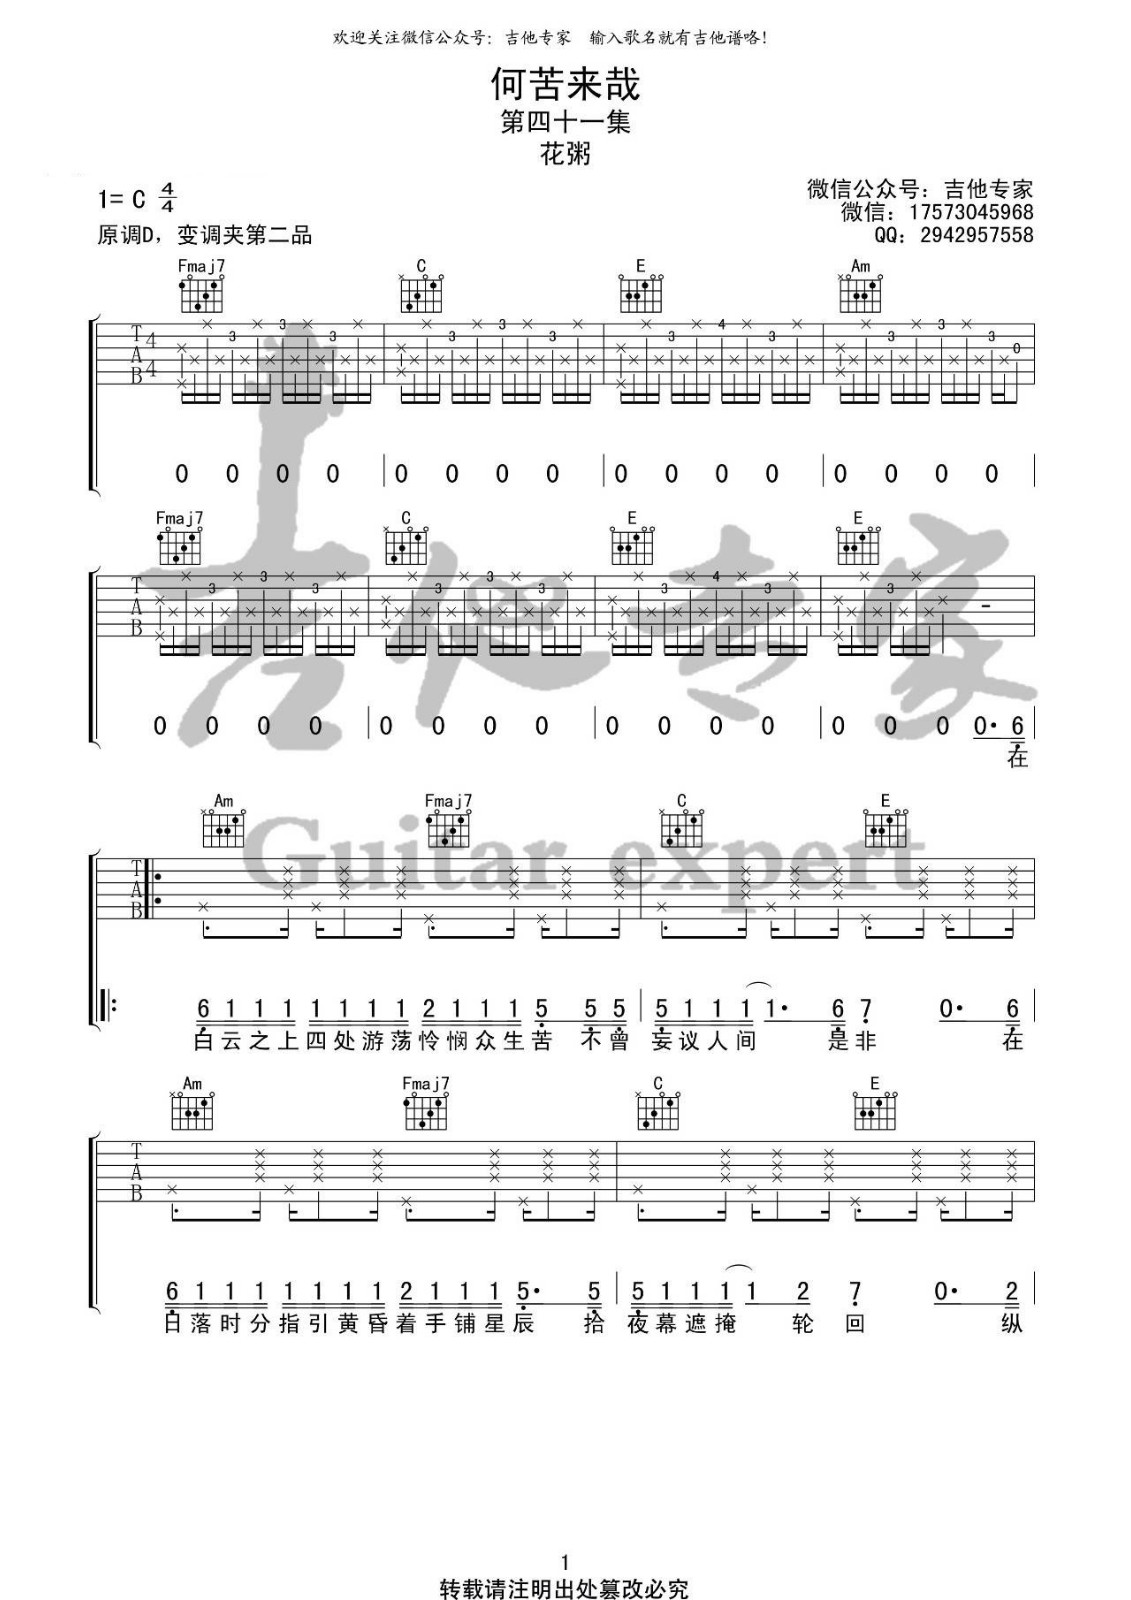 欢迎关注微信公众号：吉他专家　输入歌名就有吉他谱咯！
何苦来哉
第四十一集
花粥
1= C 4/4
微信公众号：吉他专家
微信：17573045968
原调D，变调夹第二品
QQ：2942957558
Fmaj7 C E Am
T 4 3 3 3 3 3 3 3 4 3 3 3 3 0
A 4
B
0 0 0 0 | 0 0 0 0 | 0 0 0 0 | 0 0 0 0 |
Fmaj7 C E E
T 3 3 3 3 3 3 3 4 3 3
A -
B
0 0 0 0 | 0 0 0 0 | 0 0 0 0 | 0 0 0 0· 6 |
在
吉他专家
Am Fmaj7 C E
Guitar expert
T
A
B
6 1 1 1 1 1 1 1 2 1 1 1 5 5 5 | 5 1 1 1 1· 6 7 0· 6
白云之上四处游荡怜悯众生苦 不曾 妄议人间 是非 在
Am Fmaj7 C E
T
A
B
6 1 1 1 1 1 1 1 2 1 1 1 5· 5 | 5 1 1 1 1 2 7 0· 2
日落时分指引黄昏着手铺星辰 拾 夜幕遮掩 轮回 纵
1
转载请注明出处篡改必究